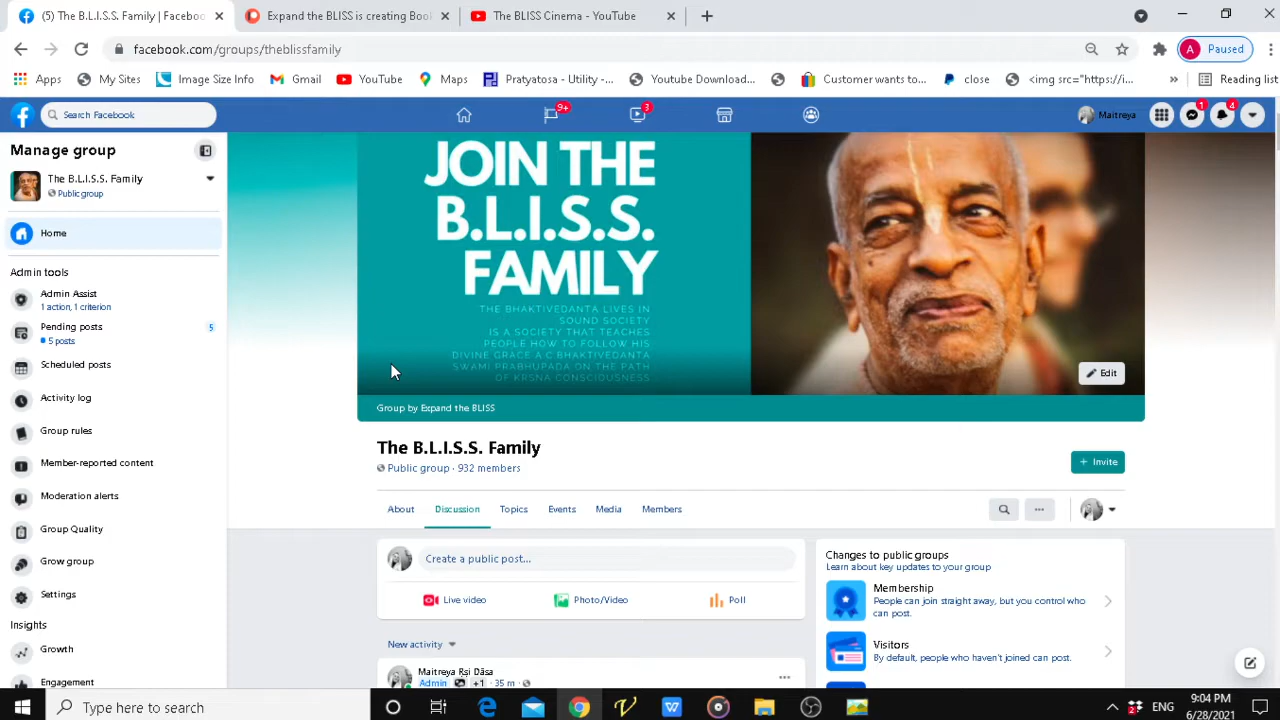 (5) The B.L.I.S.S. Family | Faceboo
Expand the BLISS is creating Boo
The BLISS Cinema - YouTube
facebook.com/groups/theblissfamily
A Paused
Apps
My Sites
Image Size Info
Gmail
YouTube
Maps
Pratyatosa - Utility -...
Youtube Download...
Customer wants to...
close
<img src="https://i...
»
Reading list
Search Facebook
9+
3
Maitreya
1
4
Manage group
The B.L.I.S.S. Family
Public group
Home
Admin tools
Admin Assist
1 action, 1 criterion
Pending posts
5
5 posts
Scheduled posts
Activity log
Group rules
Member-reported content
Moderation alerts
Group Quality
Grow group
Settings
Insights
Growth
Engagement
JOIN THE
B.L.I.S.S.
FAMILY
THE BHAKTIVEDANTA LIVES IN
SOUND SOCIETY
IS A SOCIETY THAT TEACHES
PEOPLE HOW TO FOLLOW HIS
DIVINE GRACE A.C BHAKTIVEDANTA
SWAMI PRABHUPADA ON THE PATH
OF KRSNA CONSCIOUSNESS
Edit
Group by Expand the BLISS
The B.L.I.S.S. Family
Public group · 932 members
+ Invite
About
Discussion
Topics
Events
Media
Members
Create a public post...
Live video
Photo/Video
Poll
New activity
Maitreya Rsi Dāsa
Admin
+1 · 35 m ·
Changes to public groups
Learn about key updates to your group
Membership
People can join straight away, but you control who
can post.
Visitors
By default, people who haven't joined can post.
Type here to search
ENG
9:04 PM
6/28/2021